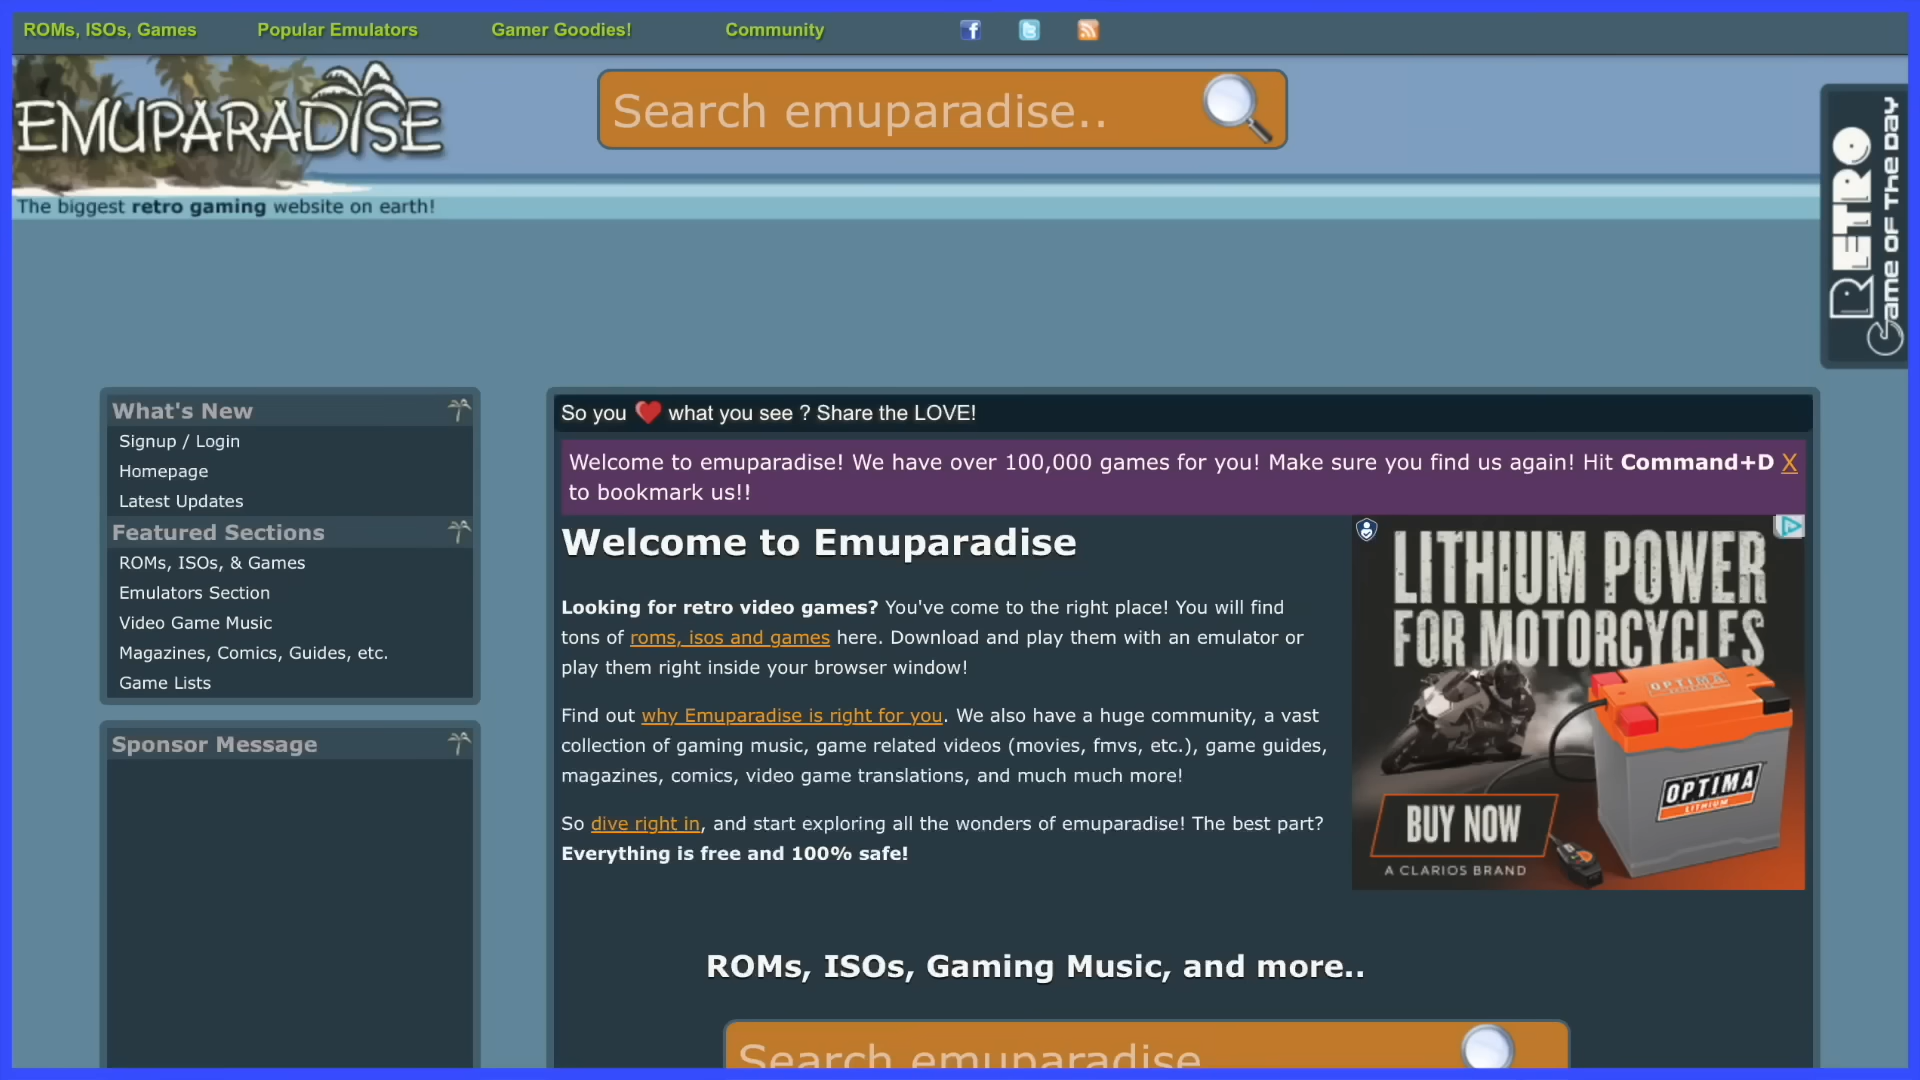 ROMs, ISOs, Games
Popular Emulators
Gamer Goodies!
Community
EMUPARADISE
Search emuparadise..
The biggest retro gaming website on earth!
RETRO
Game OF THE DAY
What's New
Signup / Login
Homepage
Latest Updates
Featured Sections
ROMs, ISOs, & Games
Emulators Section
Video Game Music
Magazines, Comics, Guides, etc.
Game Lists
Sponsor Message
So you ❤ what you see ? Share the LOVE!
Welcome to emuparadise! We have over 100,000 games for you! Make sure you find us again! Hit Command+D X
to bookmark us!!
Welcome to Emuparadise
Looking for retro video games? You've come to the right place! You will find
tons of roms, isos and games here. Download and play them with an emulator or
play them right inside your browser window!
Find out why Emuparadise is right for you. We also have a huge community, a vast
collection of gaming music, game related videos (movies, fmvs, etc.), game guides,
magazines, comics, video game translations, and much much more!
So dive right in, and start exploring all the wonders of emuparadise! The best part?
Everything is free and 100% safe!
LITHIUM POWER
FOR MOTORCYCLES
OPTIMA
OPTIMA
LITHIUM
BUY NOW
A CLARIOS BRAND
ROMs, ISOs, Gaming Music, and more..
Search emuparadise